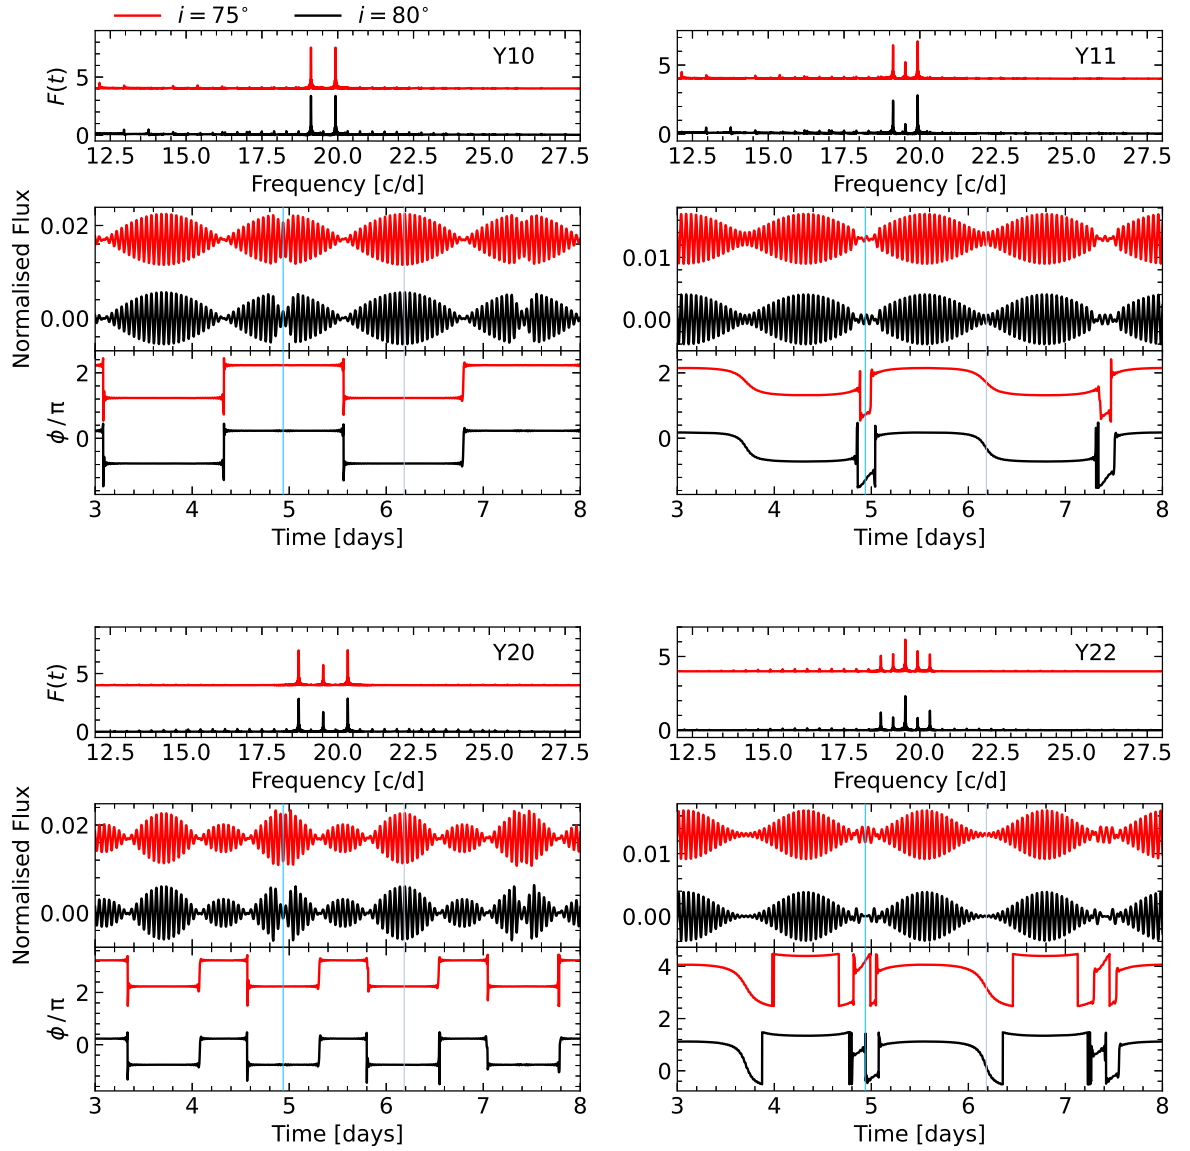 i = 75° i = 80°
Y10 Y11
F(t) 5 0 5 0
12.5 15.0 17.5 20.0 22.5 25.0 27.5 12.5 15.0 17.5 20.0 22.5 25.0 27.5
Frequency [c/d] Frequency [c/d]
Normalised Flux 0.02 0.00 0.01 0.00
ϕ/π 2 0 2 0
3 4 5 6 7 8 3 4 5 6 7 8
Time [days] Time [days]
Y20 Y22
F(t) 5 0 5 0
12.5 15.0 17.5 20.0 22.5 25.0 27.5 12.5 15.0 17.5 20.0 22.5 25.0 27.5
Frequency [c/d] Frequency [c/d]
Normalised Flux 0.02 0.00 0.01 0.00
ϕ/π 2 0 4 2 0
3 4 5 6 7 8 3 4 5 6 7 8
Time [days] Time [days]